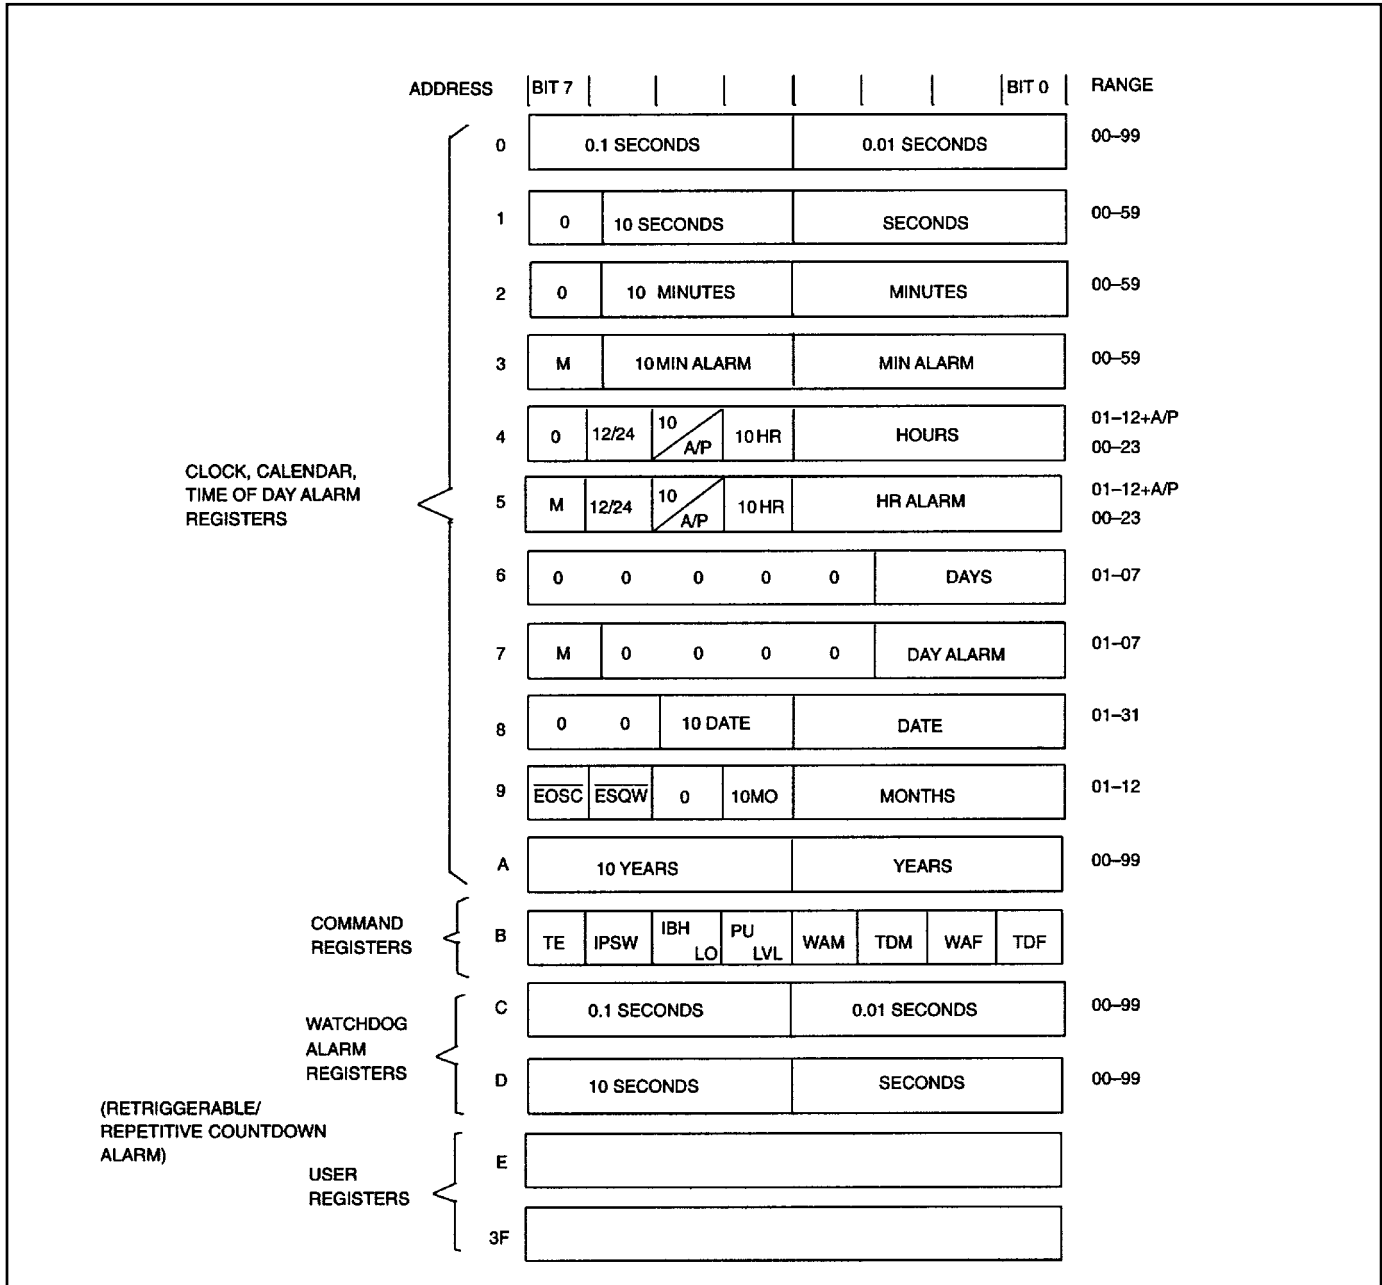 ADDRESS BIT 7 BIT 0 RANGE
0 0.1 SECONDS 0.01 SECONDS 00–99
1 0 10 SECONDS SECONDS 00–59
2 0 10 MINUTES MINUTES 00–59
3 M 10 MIN ALARM MIN ALARM 00–59
4 0 12/24 10 A/P 10 HR HOURS 01–12+A/P
00–23
CLOCK, CALENDAR,
TIME OF DAY ALARM
REGISTERS
5 M 12/24 10 A/P 10 HR HR ALARM 01–12+A/P
00–23
6 0 0 0 0 0 DAYS 01–07
7 M 0 0 0 0 DAY ALARM 01–07
8 0 0 10 DATE DATE 01–31
9 E̅O̅S̅C̅ E̅S̅Q̅W̅ 0 10MO MONTHS 01–12
A 10 YEARS YEARS 00–99
COMMAND
REGISTERS
B TE IPSW IBH LO PU LVL WAM TDM WAF TDF
C 0.1 SECONDS 0.01 SECONDS 00–99
WATCHDOG
ALARM
REGISTERS
D 10 SECONDS SECONDS 00–99
(RETRIGGERABLE/
REPETITIVE COUNTDOWN
ALARM)
E
USER
REGISTERS
3F